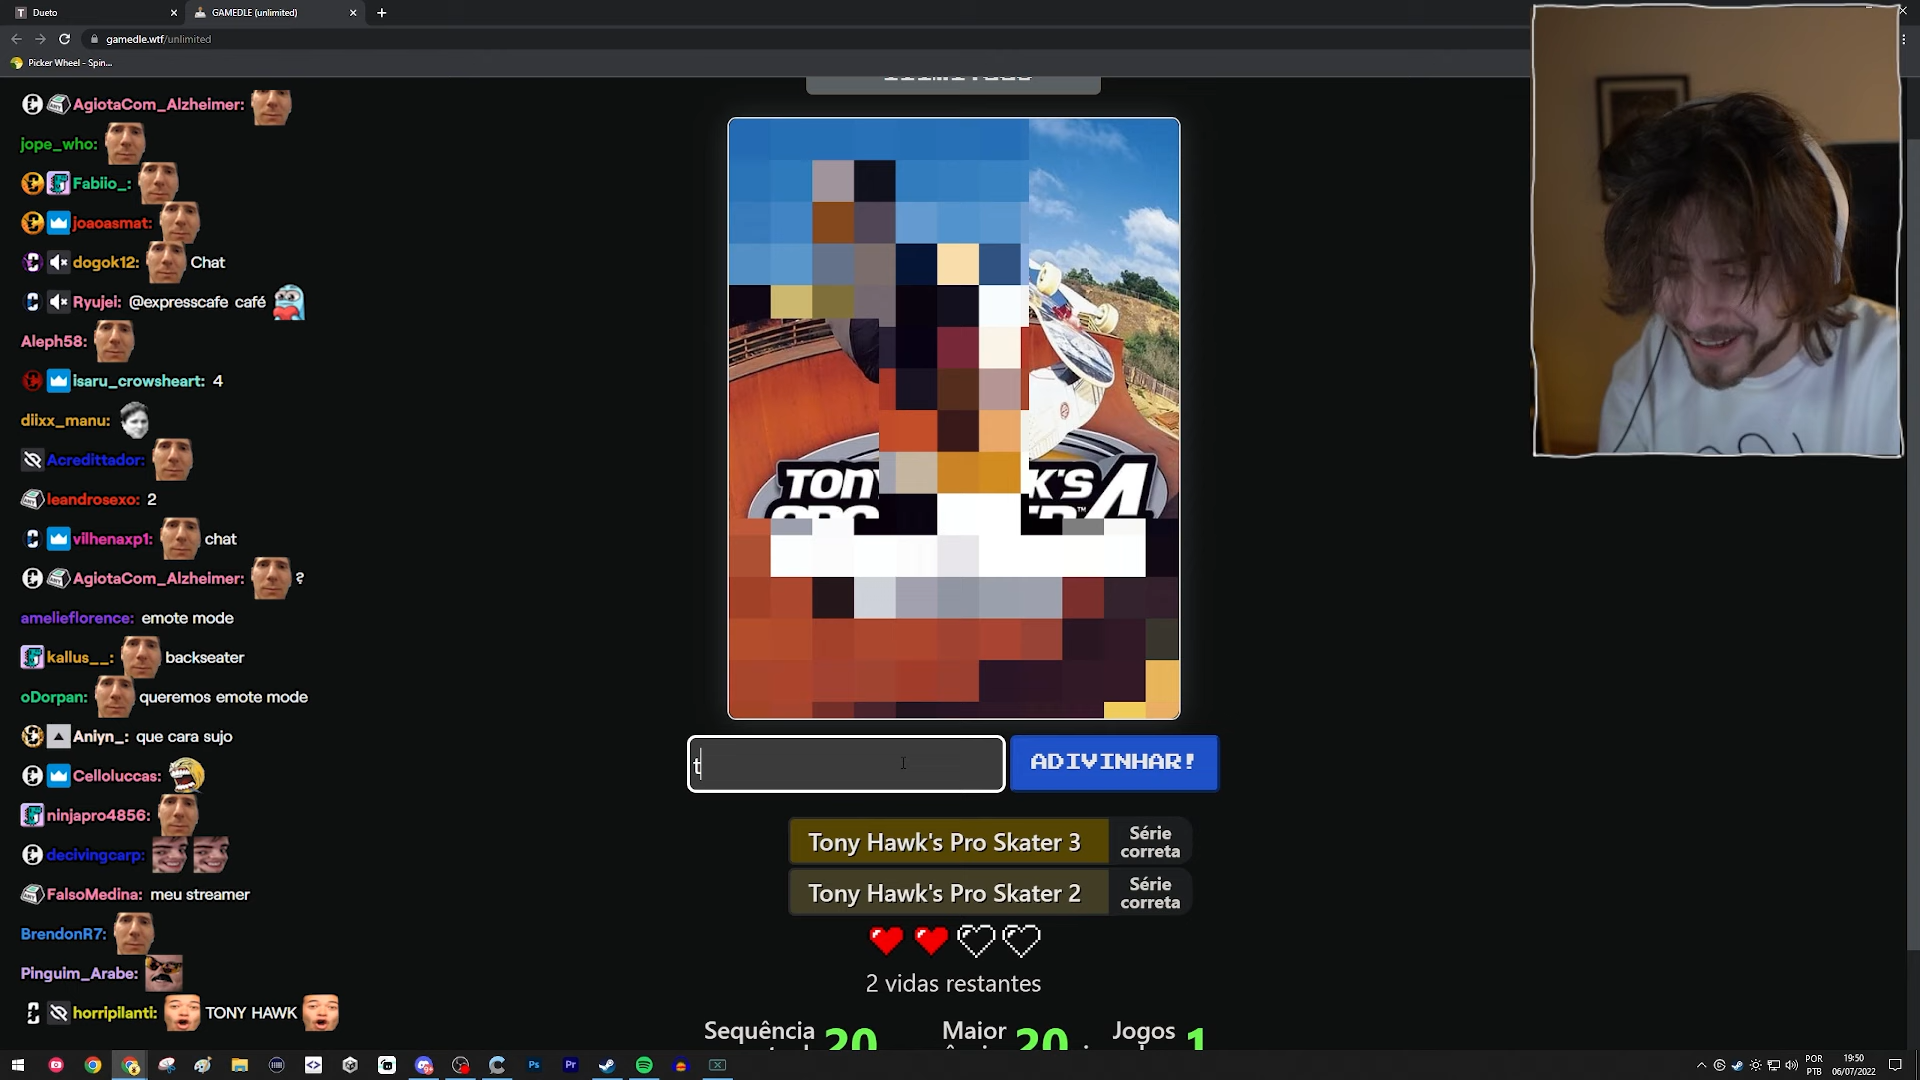 Dueto
GAMEDLE (unlimited)
gamedle.wtf/unlimited
Picker Wheel - Spin...
AgiotaCom_Alzheimer:
jope_who:
Fabiio_:
joaoasmat:
dogok12: Chat
Ryujei: @expresscafe café
Aleph58:
isaru_crowsheart: 4
diixx_manu:
Acredittador:
leandrosexo: 2
vilhenaxp1: chat
AgiotaCom_Alzheimer: ?
amelieflorence: emote mode
kallus__: backseater
oDorpan: queremos emote mode
Aniyn_: que cara sujo
Celloluccas:
ninjapro4856:
decivingcarp:
FalsoMedina: meu streamer
BrendonR7:
Pinguim_Arabe:
horripilanti: TONY HAWK
TON K'S 4
t
ADIVINHAR!
Tony Hawk's Pro Skater 3 Série correta
Tony Hawk's Pro Skater 2 Série correta
2 vidas restantes
Sequência 20 Maior 20 Jogos 1
POR
PTB
19:50
06/07/2022